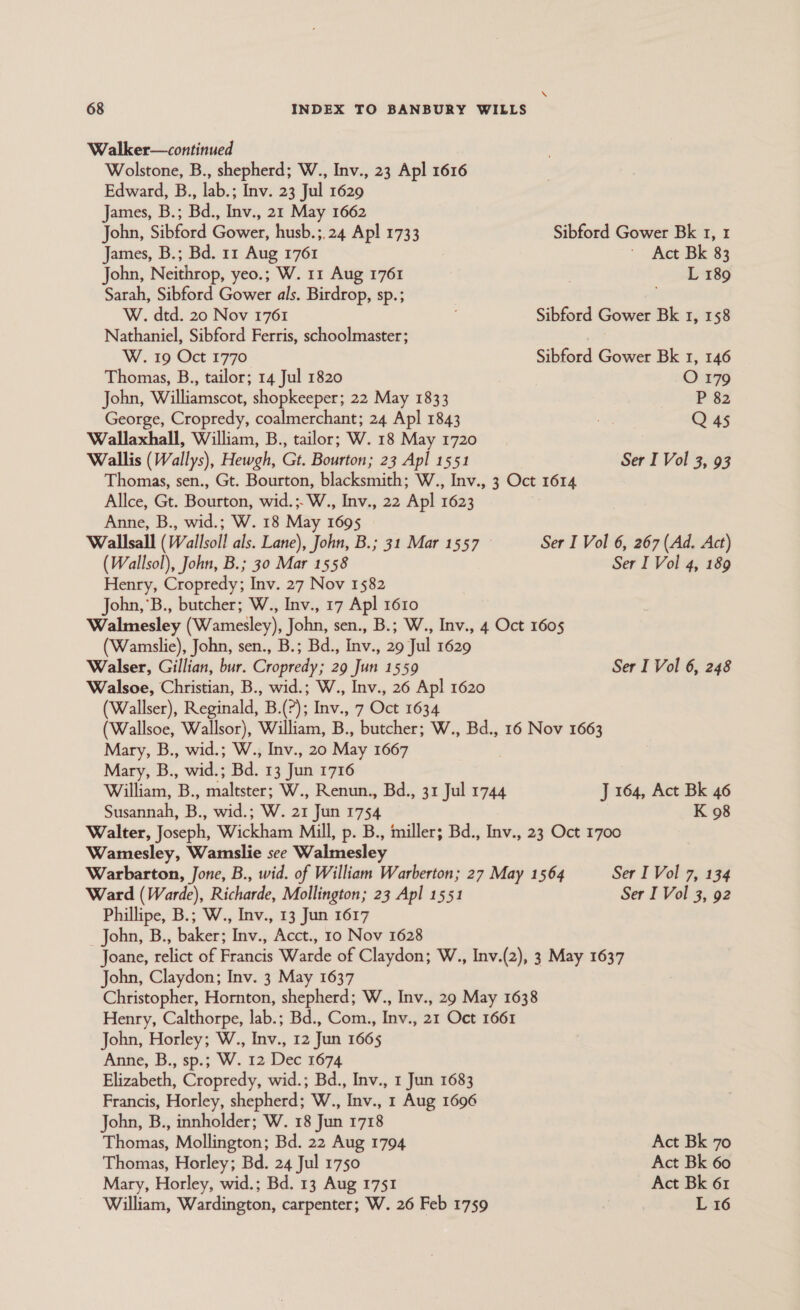 68 INDEX TO BANBURY WILLS
Walker—continued
Wolstone, B., shepherd; W., Inv., 23 Apl 1616
Edward, B., lab.; Inv. 23 Jul 1629
James, B.; Bd., Inv., 21 May 1662
John, Sibford Gower, husb.; 24 Apl 1733 Sibford Gower Bk 1, 1
James, B.; Bd. 11 Aug 1761 Act Bk 83
John, Neithrop, yeo.; W. 11 Aug 1761 L 189
Sarah, Sibford Gower als. Birdrop, sp.;
W. dtd. 20 Nov 1761 Sibford Gower Bk 1, 158
Nathaniel, Sibford Ferris, schoolmaster;
W. 19 Oct 1770 Sibford Gower Bk 1, 146
Thomas, B., tailor; 14 Jul 1820 O 179
John, Williamscot, shopkeeper; 22 May 1833 P 82
George, Cropredy, coalmerchant; 24 Apl 1843 Q 45
Wallaxhall, William, B., tailor; W. 18 May 1720
Wallis (Wallys), Hewgh, Gt. Bourton; 23 Apl 1551 Ser I Vol 3, 93
Thomas, sen., Gt. Bourton, blacksmith; W., Inv., 3 Oct 1614
Allce, Gt. Bourton, wid.; W., Inv., 22 Apl 1623
Anne, B., wid.; W. 18 May 1695
Wallsall (Wallsoll als. Lane), John, B.; 31 Mar 1557 Ser I Vol 6, 267 (Ad. Act)
(Wallsol), John, B.; 30 Mar 1558 Ser I Vol 4, 189
Henry, Cropredy; Inv. 27 Nov 1582
John, B., butcher; W., Inv., 17 Apl 1610
Walmesley (Wamesley), John, sen., B.; W., Inv., 4 Oct 1605
(Wamslie), John, sen., B.; Bd., Inv., 29 Jul 1629
Walser, Gillian, bur. Cropredy; 29 Jun 1559 Ser I Vol 6, 248
Walsoe, Christian, B., wid.; W., Inv., 26 Apl 1620
(Wallser), Reginald, B.(?); Inv., 7 Oct 1634
(Wallsoe, Wallsor), William, B., butcher; W., Bd., 16 Nov 1663
Mary, B., wid.; W., Inv., 20 May 1667
Mary, B., wid.; Bd. 13 Jun 1716
William, B., maltster; W., Renun., Bd., 31 Jul 1744 J 164, Act Bk 46
Susannah, B., wid.; W. 21 Jun 1754 K 98
Walter, Joseph, Wickham Mill, p. B., miller; Bd., Inv., 23 Oct 1700
Wamesley, Wamslie see Walmesley
Warbarton, Jone, B., wid. of William Warberton; 27 May 1564 Ser I Vol 7, 134
Ward (Warde), Richarde, Mollington; 23 Apl 1551 Ser I Vol 3, 92
Phillipe, B.; W., Inv., 13 Jun 1617
John, B., baker; Inv., Acct., 10 Nov 1628
Joane, relict of Francis Warde of Claydon; W., Inv.(2), 3 May 1637
John, Claydon; Inv. 3 May 1637
Christopher, Hornton, shepherd; W., Inv., 29 May 1638
Henry, Calthorpe, lab.; Bd., Com., Inv., 21 Oct 1661
John, Horley; W., Inv., 12 Jun 1665
Anne, B., sp.; W. 12 Dec 1674
Elizabeth, Cropredy, wid.; Bd., Inv., 1 Jun 1683
Francis, Horley, shepherd; W., Inv., 1 Aug 1696
John, B., innholder; W. 18 Jun 1718
Thomas, Mollington; Bd. 22 Aug 1794 Act Bk 70
Thomas, Horley; Bd. 24 Jul 1750 Act Bk 60
Mary, Horley, wid.; Bd. 13 Aug 1751 Act Bk 61
William, Wardington, carpenter; W. 26 Feb 1759 L 16